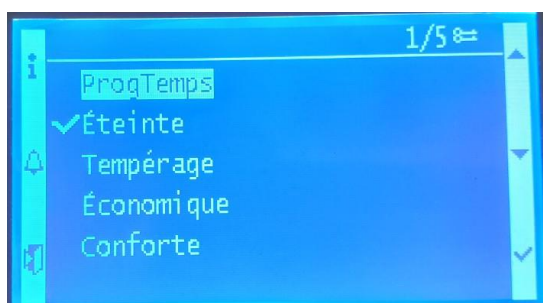 1/5
ProgTemps
Éteinte
Tempérage
Économique
Conforte